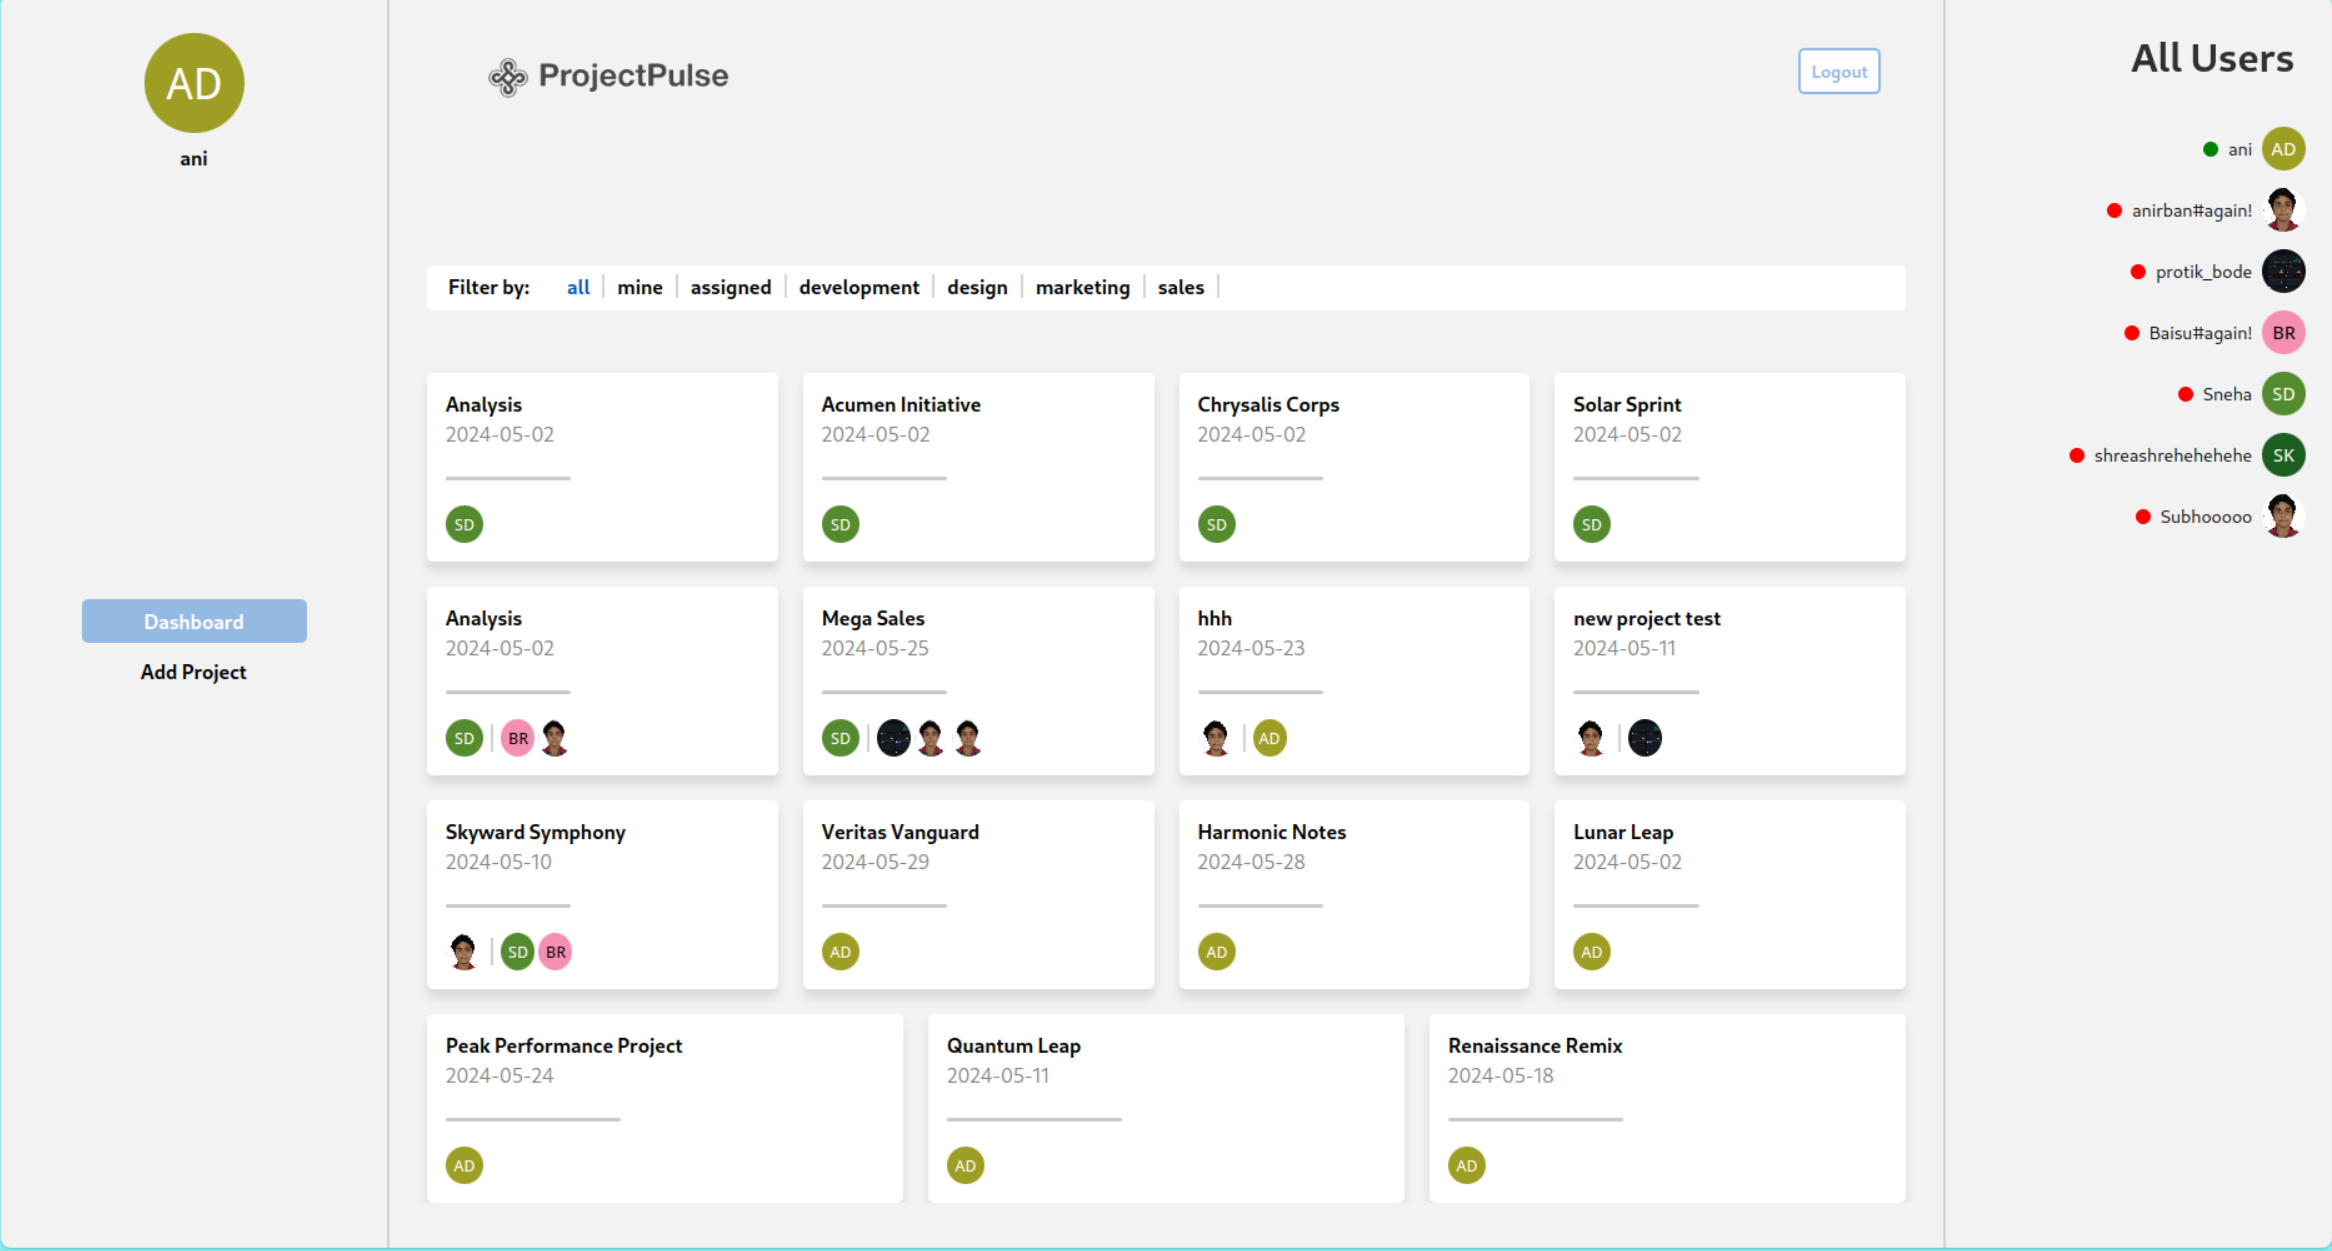 AD
ani
Dashboard
Add Project
ProjectPulse
Logout
Filter by: all mine assigned development design marketing sales
Analysis
2024-05-02
SD
Acumen Initiative
2024-05-02
SD
Chrysalis Corps
2024-05-02
SD
Solar Sprint
2024-05-02
SD
Analysis
2024-05-02
SD BR
Mega Sales
2024-05-25
SD
hhh
2024-05-23
AD
new project test
2024-05-11
Skyward Symphony
2024-05-10
SD BR
Veritas Vanguard
2024-05-29
AD
Harmonic Notes
2024-05-28
AD
Lunar Leap
2024-05-02
AD
Peak Performance Project
2024-05-24
AD
Quantum Leap
2024-05-11
AD
Renaissance Remix
2024-05-18
AD
All Users
ani AD
anirban#again!
protik_bode
Baisu#again! BR
Sneha SD
shreashrehehehehe SK
Subhooooo